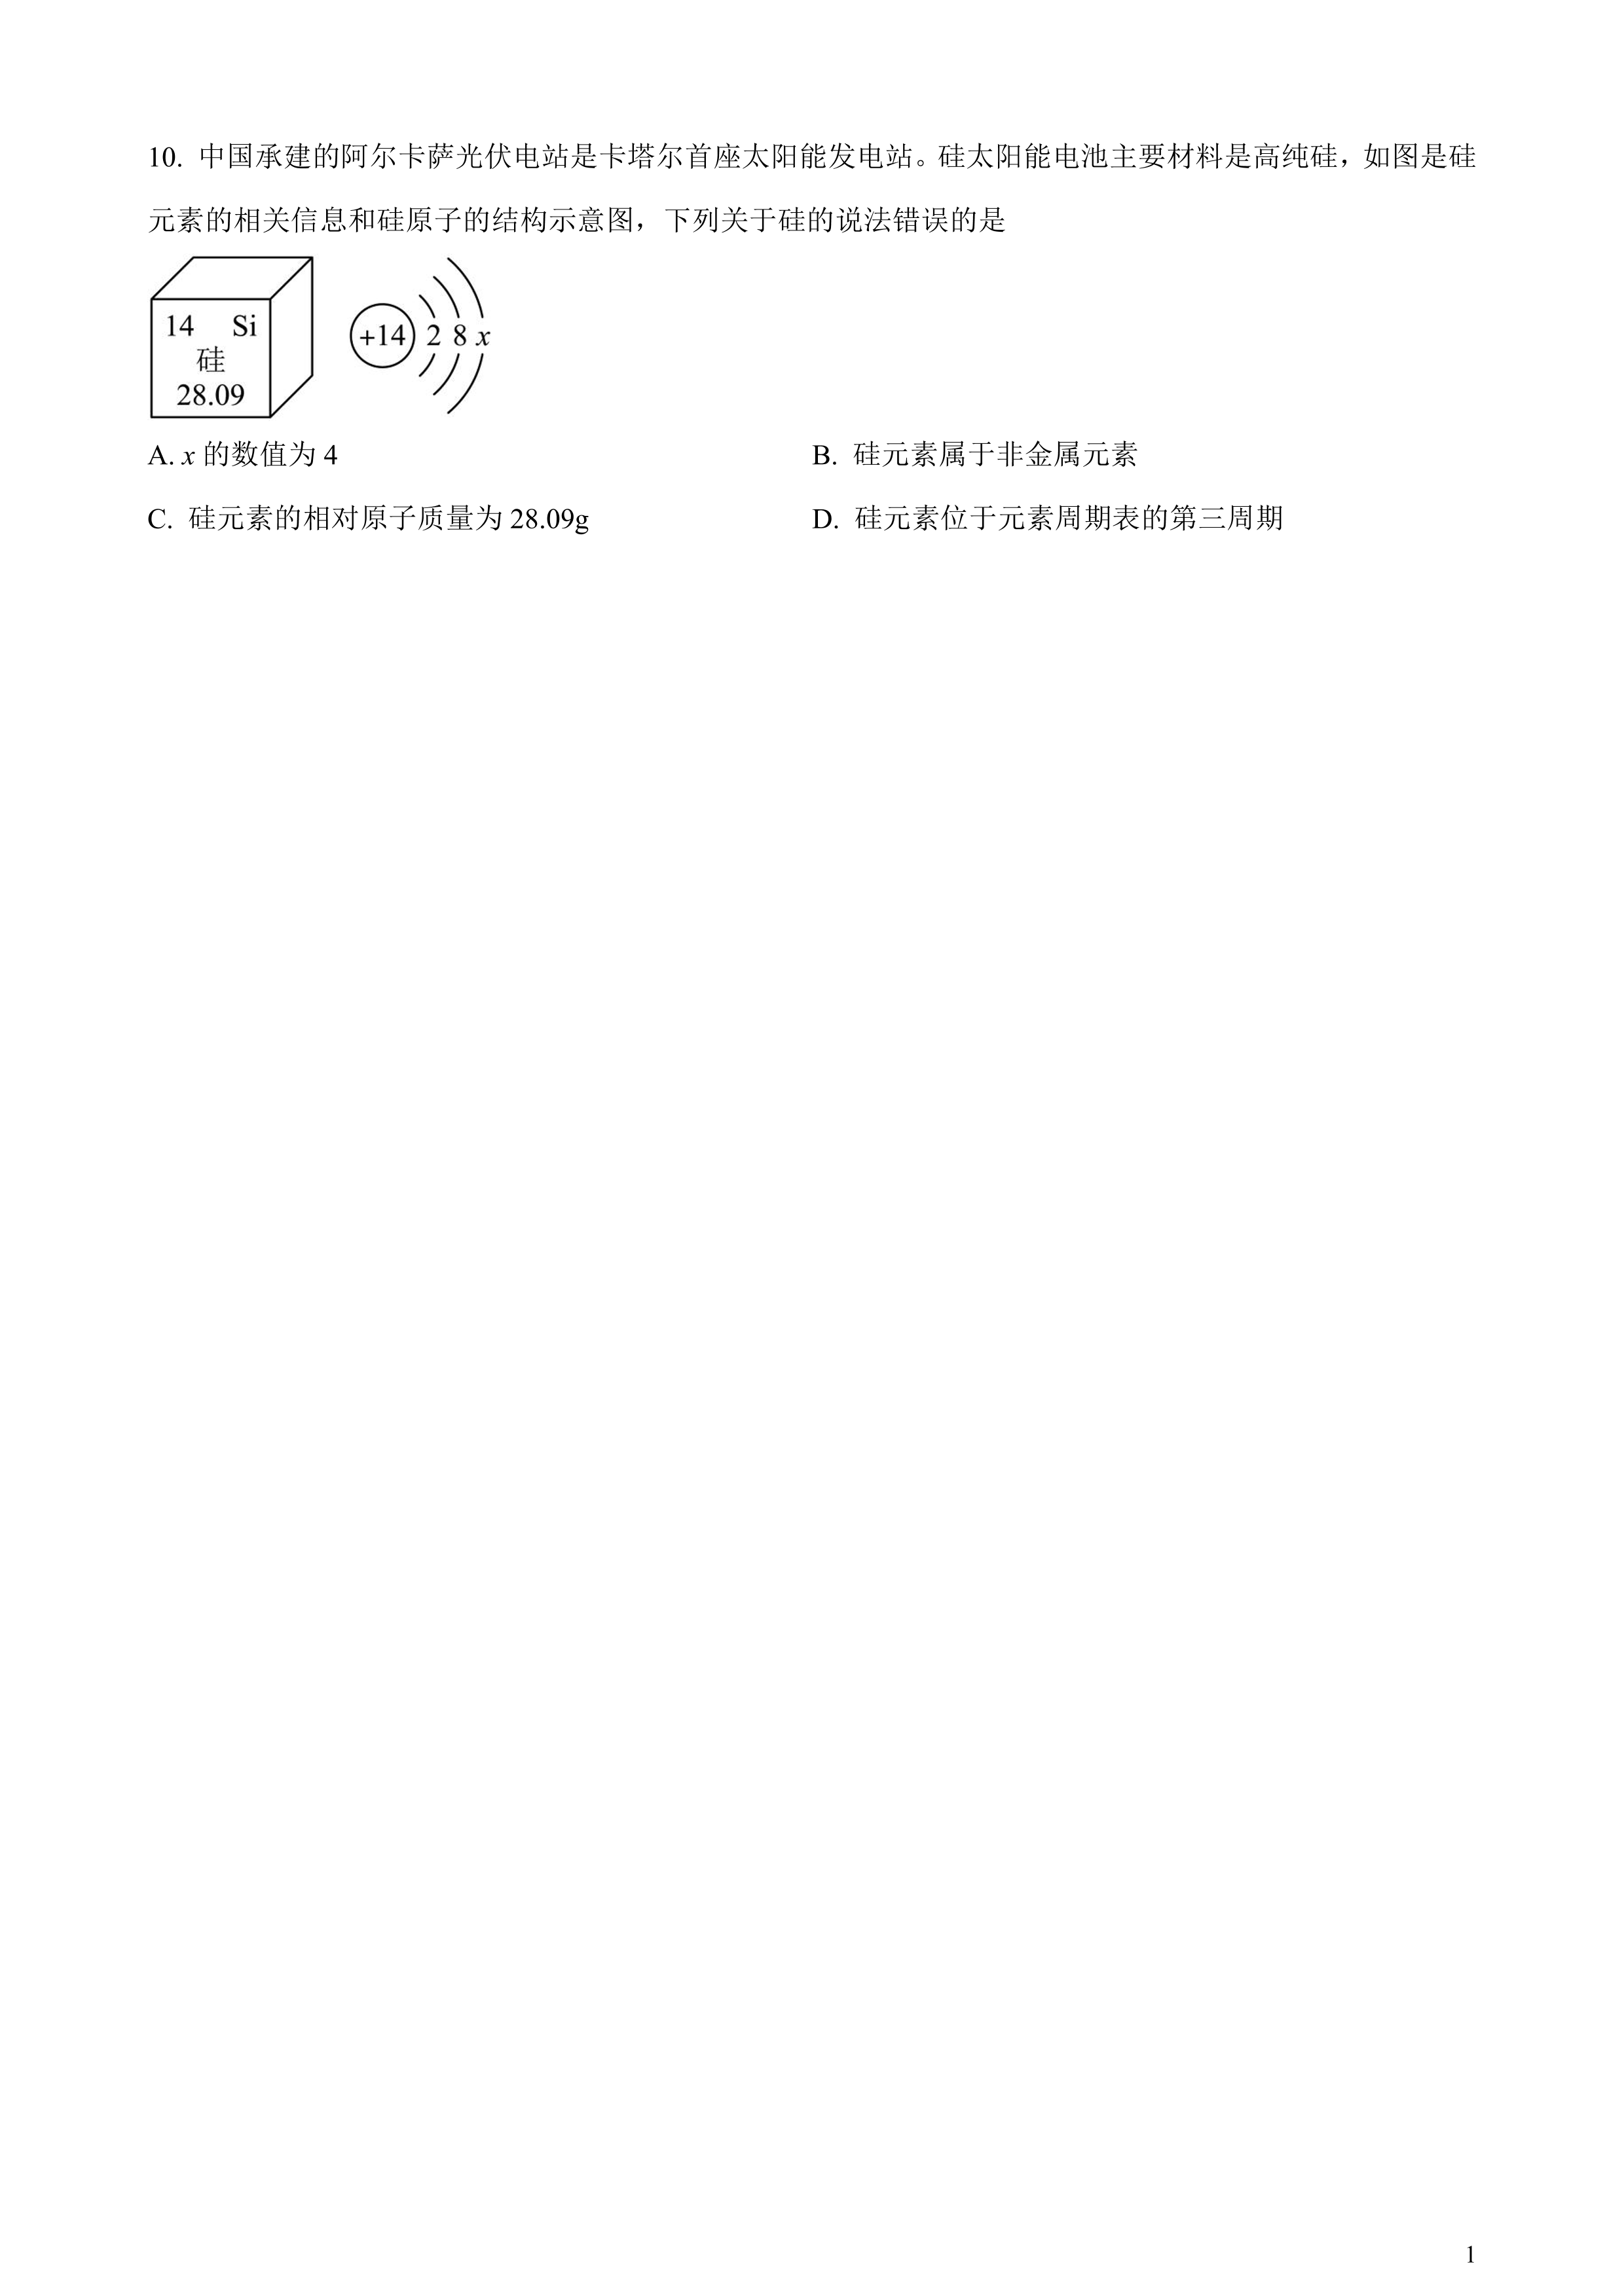 10. 中国承建的阿尔卡萨光伏电站是卡塔尔首座太阳能发电站。硅太阳能电池主要材料是高纯硅，如图是硅
元素的相关信息和硅原子的结构示意图，下列关于硅的说法错误的是
14 Si
硅
28.09
+14 2 8 x
A. x 的数值为 4
B. 硅元素属于非金属元素
C. 硅元素的相对原子质量为 28.09g
D. 硅元素位于元素周期表的第三周期
1